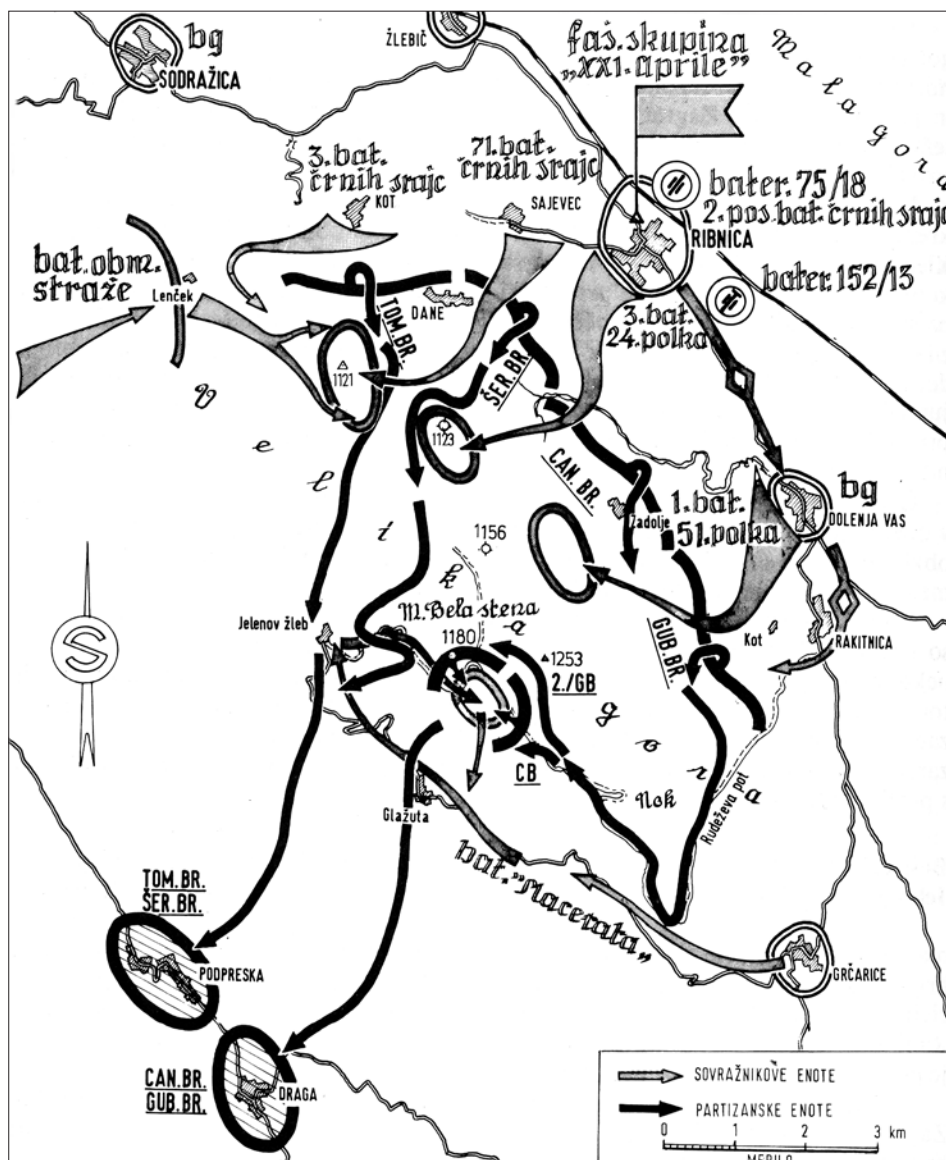 bg
SODRAŽICA
ŽLEBIČ
faš. skupina
„XXI. aprile”
Mala gora
3. bat.
črnih srajc
KOT
71. bat.
črnih srajc
SAJEVEC
bater. 75/18
2. pos. bat. črnih srajc
RIBNICA
bater. 152/13
bat. obm.
straže
Lenček
DANE
TOM. BR.
ŠER. BR.
3. bat.
24. polka
1121
1123
CAN. BR.
Zadolje
1. bat.
51. polka
bg
DOLENJA VAS
Velika gora
1156
M. Bela stena
1180
1253
2./GB
GUB. BR.
Kot
RAKITNICA
Jelenov žleb
S
CB
Nok
Rudeževa pot
Glažuta
bat. „Macerata”
TOM. BR.
ŠER. BR.
PODPRESKA
GRČARICE
CAN. BR.
GUB. BR.
DRAGA
SOVRAŽNIKOVE ENOTE
PARTIZANSKE ENOTE
0 1 2 3 km
MERILO